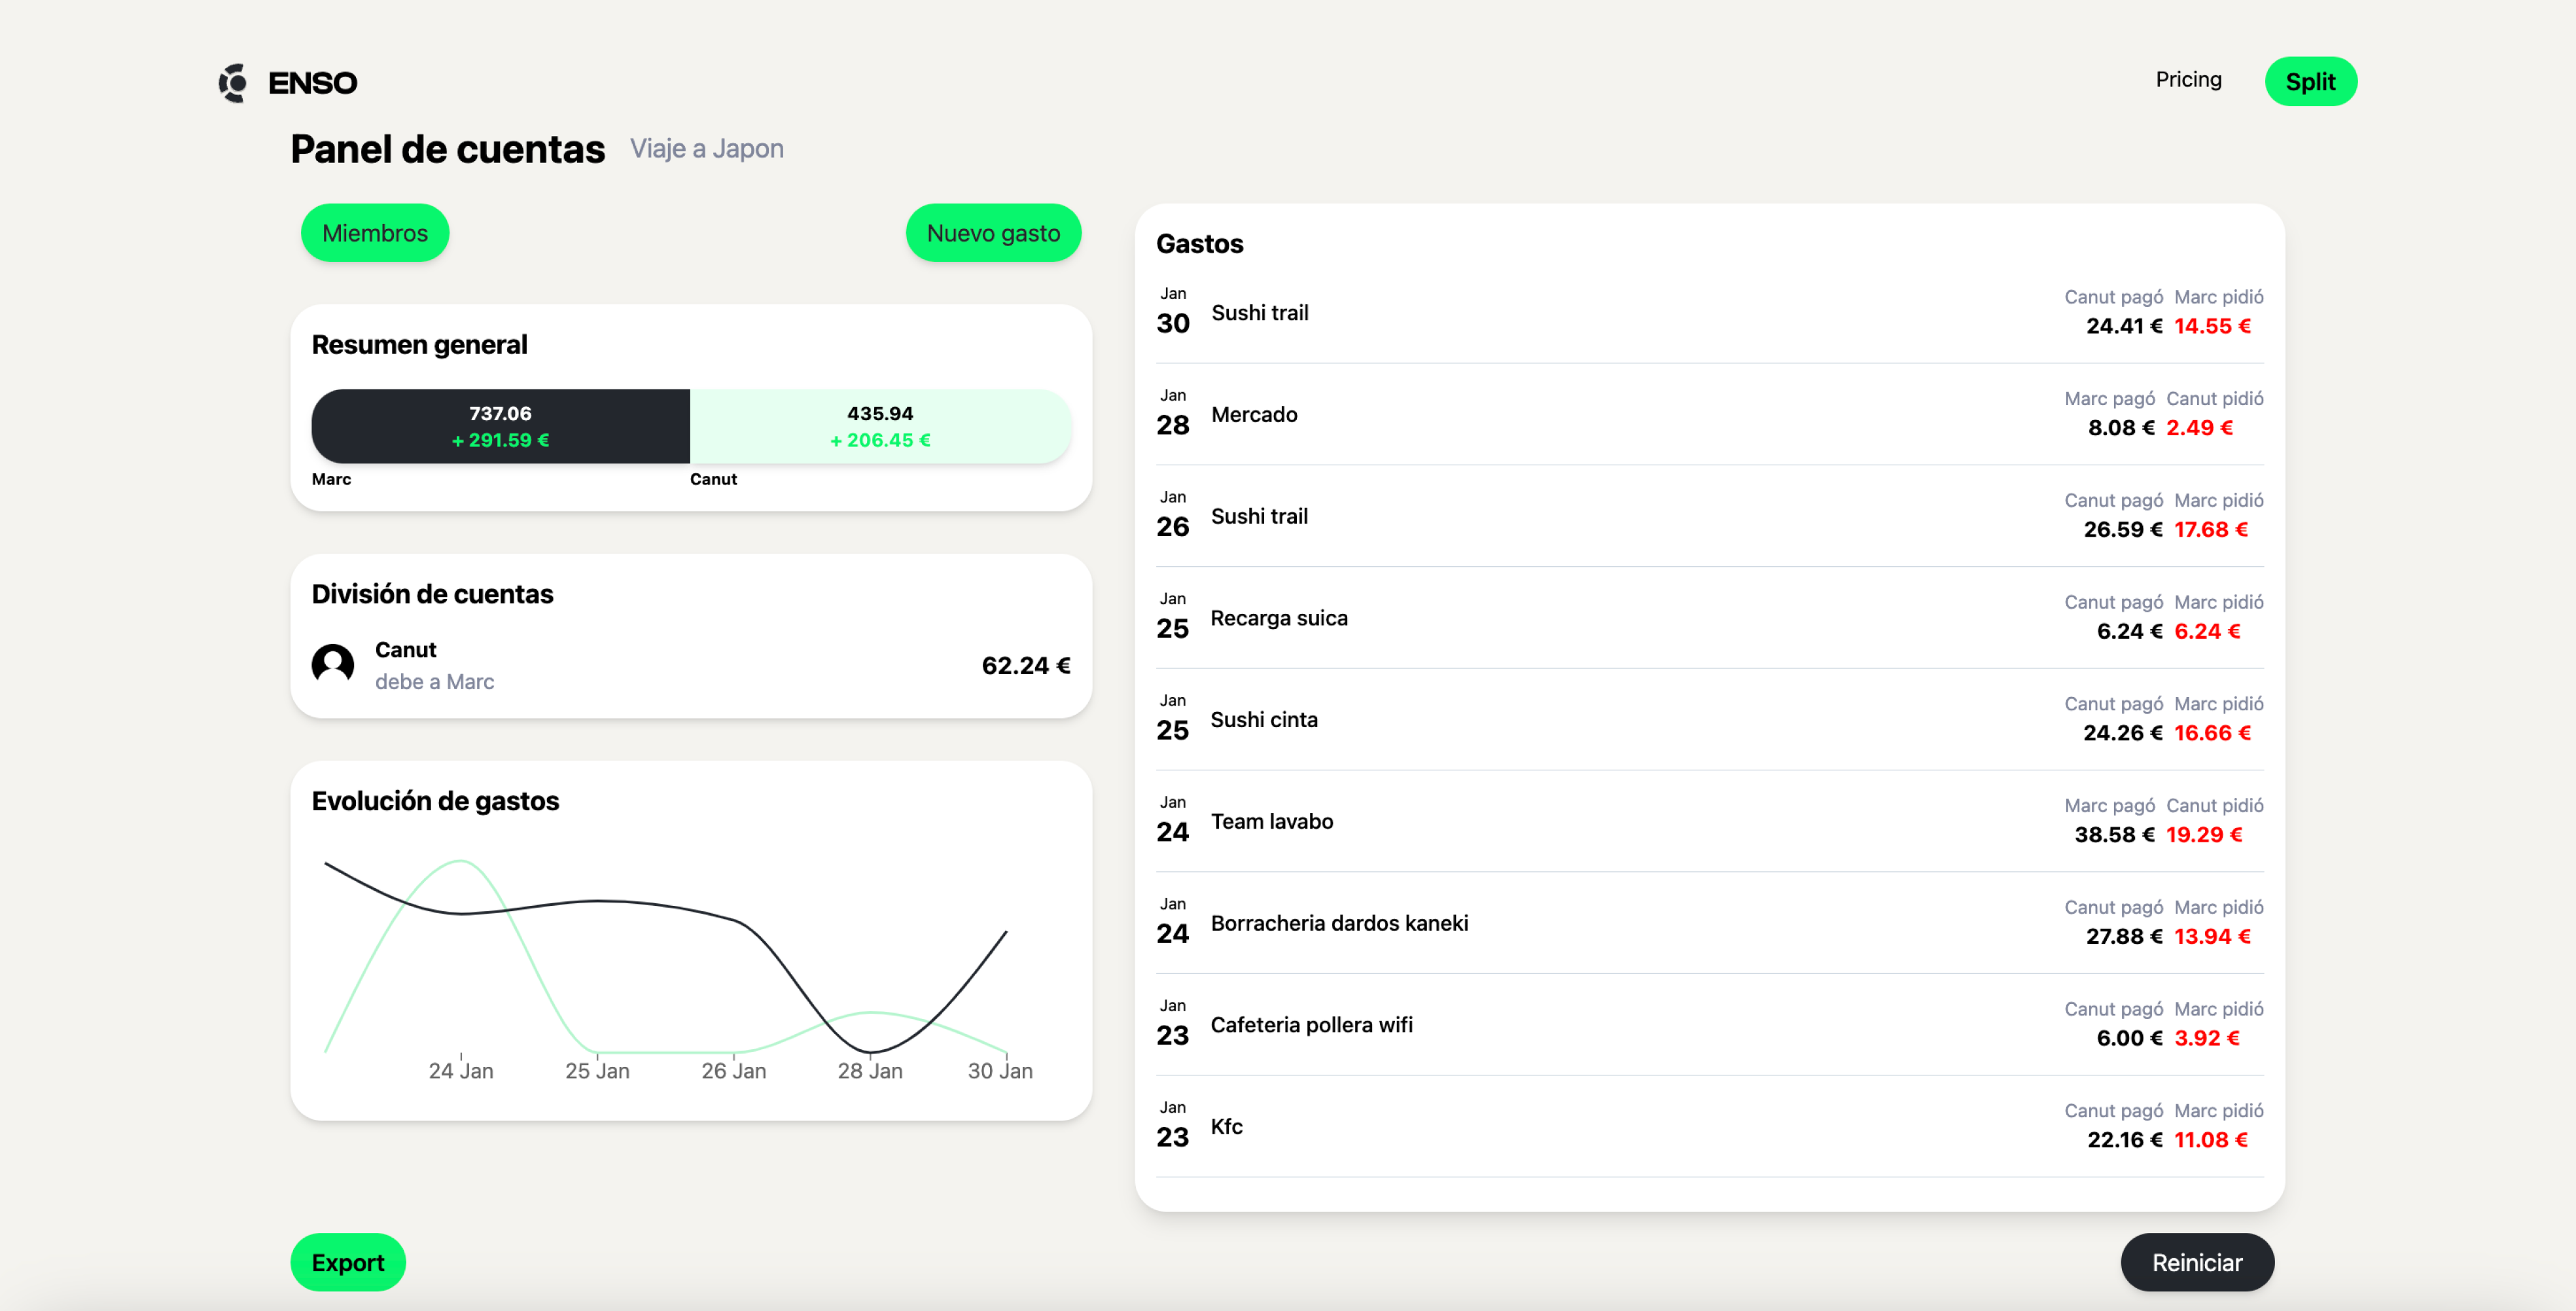 ENSO
Pricing
Split
Panel de cuentas
Viaje a Japon
Miembros
Nuevo gasto
Resumen general
737.06
+ 291.59 €
435.94
+ 206.45 €
Marc
Canut
División de cuentas
Canut
debe a Marc
62.24 €
Evolución de gastos
24 Jan
25 Jan
26 Jan
28 Jan
30 Jan
Gastos
Jan
30
Sushi trail
Canut pagó Marc pidió
24.41 € 14.55 €
Jan
28
Mercado
Marc pagó Canut pidió
8.08 € 2.49 €
Jan
26
Sushi trail
Canut pagó Marc pidió
26.59 € 17.68 €
Jan
25
Recarga suica
Canut pagó Marc pidió
6.24 € 6.24 €
Jan
25
Sushi cinta
Canut pagó Marc pidió
24.26 € 16.66 €
Jan
24
Team lavabo
Marc pagó Canut pidió
38.58 € 19.29 €
Jan
24
Borracheria dardos kaneki
Canut pagó Marc pidió
27.88 € 13.94 €
Jan
23
Cafeteria pollera wifi
Canut pagó Marc pidió
6.00 € 3.92 €
Jan
23
Kfc
Canut pagó Marc pidió
22.16 € 11.08 €
Export
Reiniciar